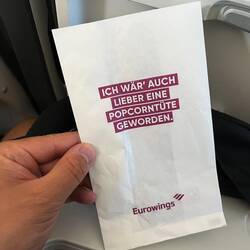 ICH WÄR' AUCH
LIEBER EINE
POPCORNTÜTE
GEWORDEN.
Eurowings